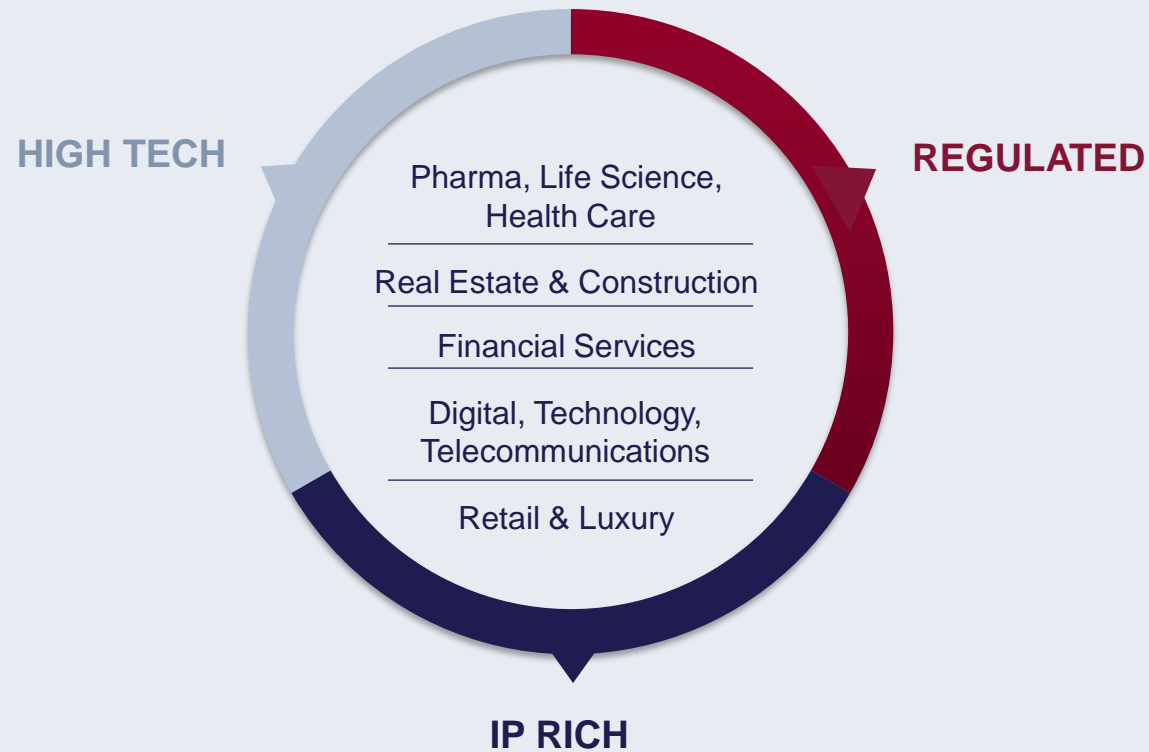 HIGH TECH
REGULATED
Pharma, Life Science,
Health Care
Real Estate & Construction
Financial Services
Digital, Technology,
Telecommunications
Retail & Luxury
IP RICH